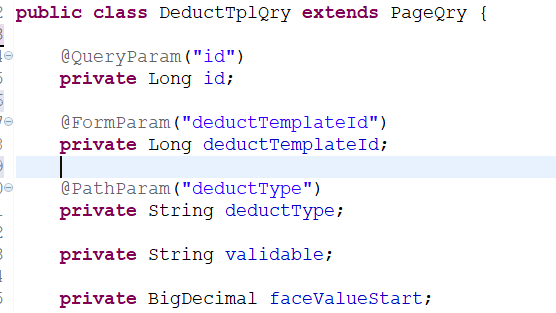 public class DeductTplQry extends PageQry {
@QueryParam("id")
private Long id;
@FormParam("deductTemplateId")
private Long deductTemplateId;
@PathParam("deductType")
private String deductType;
private String validable;
private BigDecimal faceValueStart;